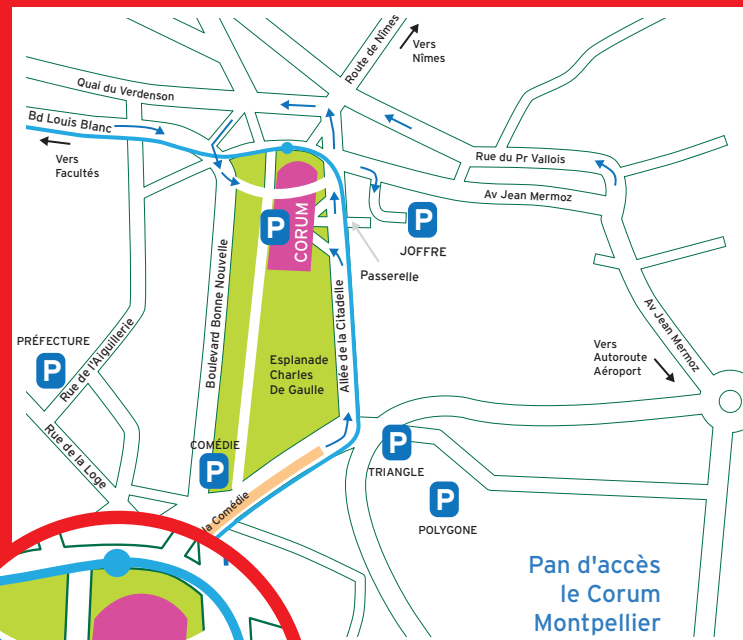 Route de Nîmes
Vers
Nîmes
Quai du Verdenson
Bd Louis Blanc
Vers
Facultés
Rue du Pr Vallois
Av Jean Mermoz
P
CORUM
P
JOFFRE
Passerelle
Boulevard Bonne Nouvelle
Allée de la Citadelle
Av Jean Mermoz
PRÉFECTURE
P
Rue de l'Aiguillerie
Esplanade
Charles
De Gaulle
Vers
Autoroute
Aéroport
Rue de la Loge
COMÉDIE
P
P
TRIANGLE
P
POLYGONE
la Comédie
Pan d'accès
le Corum
Montpellier